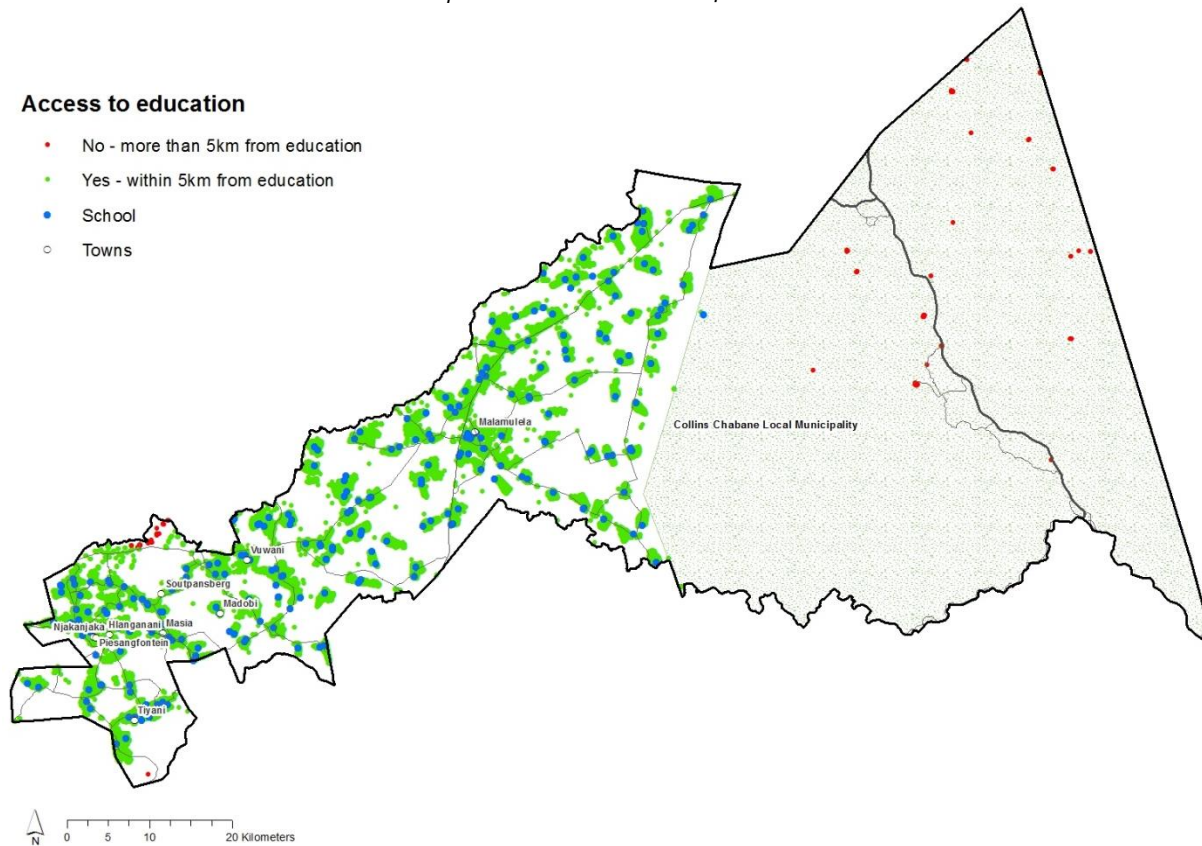 Access to education
No - more than 5km from education
Yes - within 5km from education
School
Towns
Malamulela
Collins Chabane Local Municipality
Vuwani
Soutpansberg
Madobi
Njakanjaka
Hlanganani
Masia
Piesangfontein
Tiyani
N
0 5 10 20 Kilometers